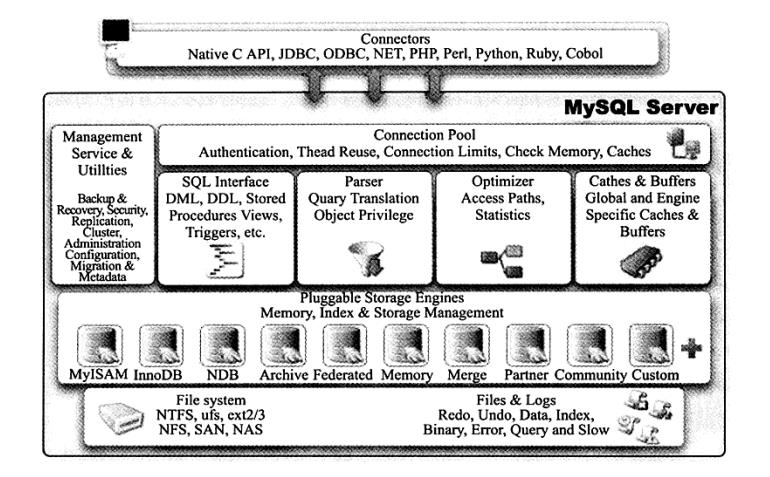 Connectors
Native C API, JDBC, ODBC, NET, PHP, Perl, Python, Ruby, Cobol
MySQL Server
Management
Service &
Utillties
Backup &
Recovery, Security,
Replication,
Cluster,
Administration
Configuration,
Migration &
Metadata
Connection Pool
Authentication, Thead Reuse, Connection Limits, Check Memory, Caches
SQL Interface
DML, DDL, Stored
Procedures Views,
Triggers, etc.
Parser
Quary Translation
Object Privilege
Optimizer
Access Paths,
Statistics
Cathes & Buffers
Global and Engine
Specific Caches &
Buffers
Pluggable Storage Engines
Memory, Index & Storage Management
MyISAM InnoDB NDB Archive Federated Memory Merge Partner Community Custom
File system
NTFS, ufs, ext2/3
NFS, SAN, NAS
Files & Logs
Redo, Undo, Data, Index,
Binary, Error, Query and Slow